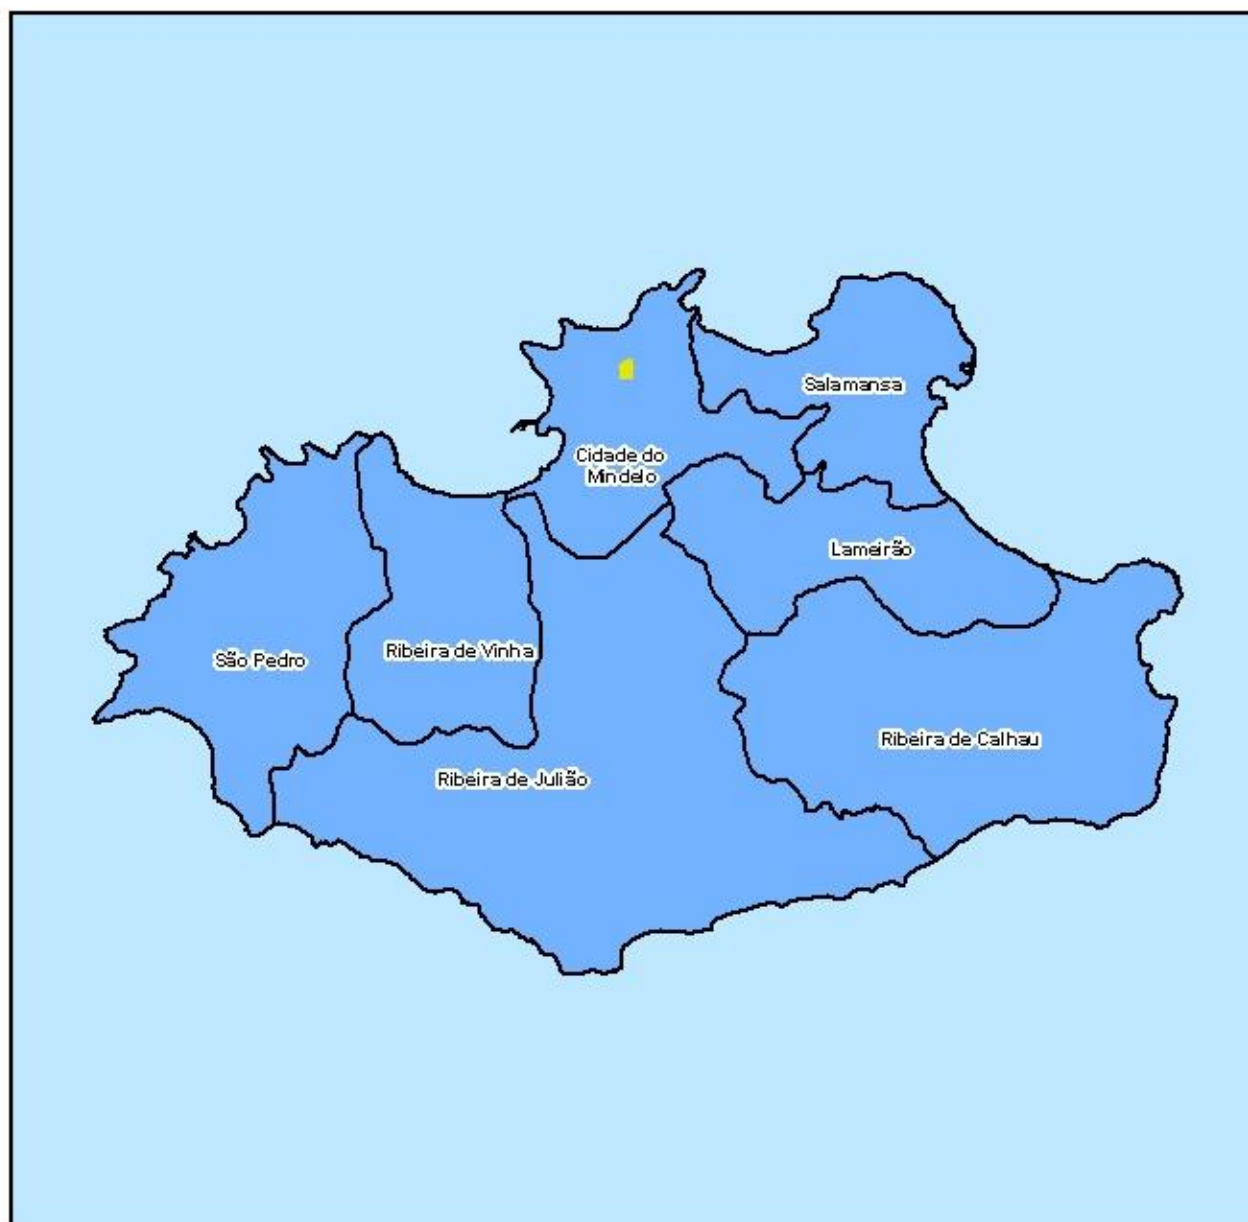 Salamansa
Cidade do
Mindelo
Lameirão
Ribeira de Vinha
São Pedro
Ribeira de Calhau
Ribeira de Julião